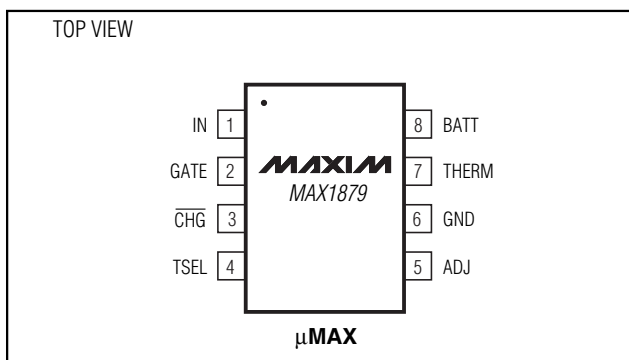 TOP VIEW
IN 1
8 BATT
GATE 2
MAXIM
7 THERM
MAX1879
CHG 3
6 GND
TSEL 4
5 ADJ
μMAX